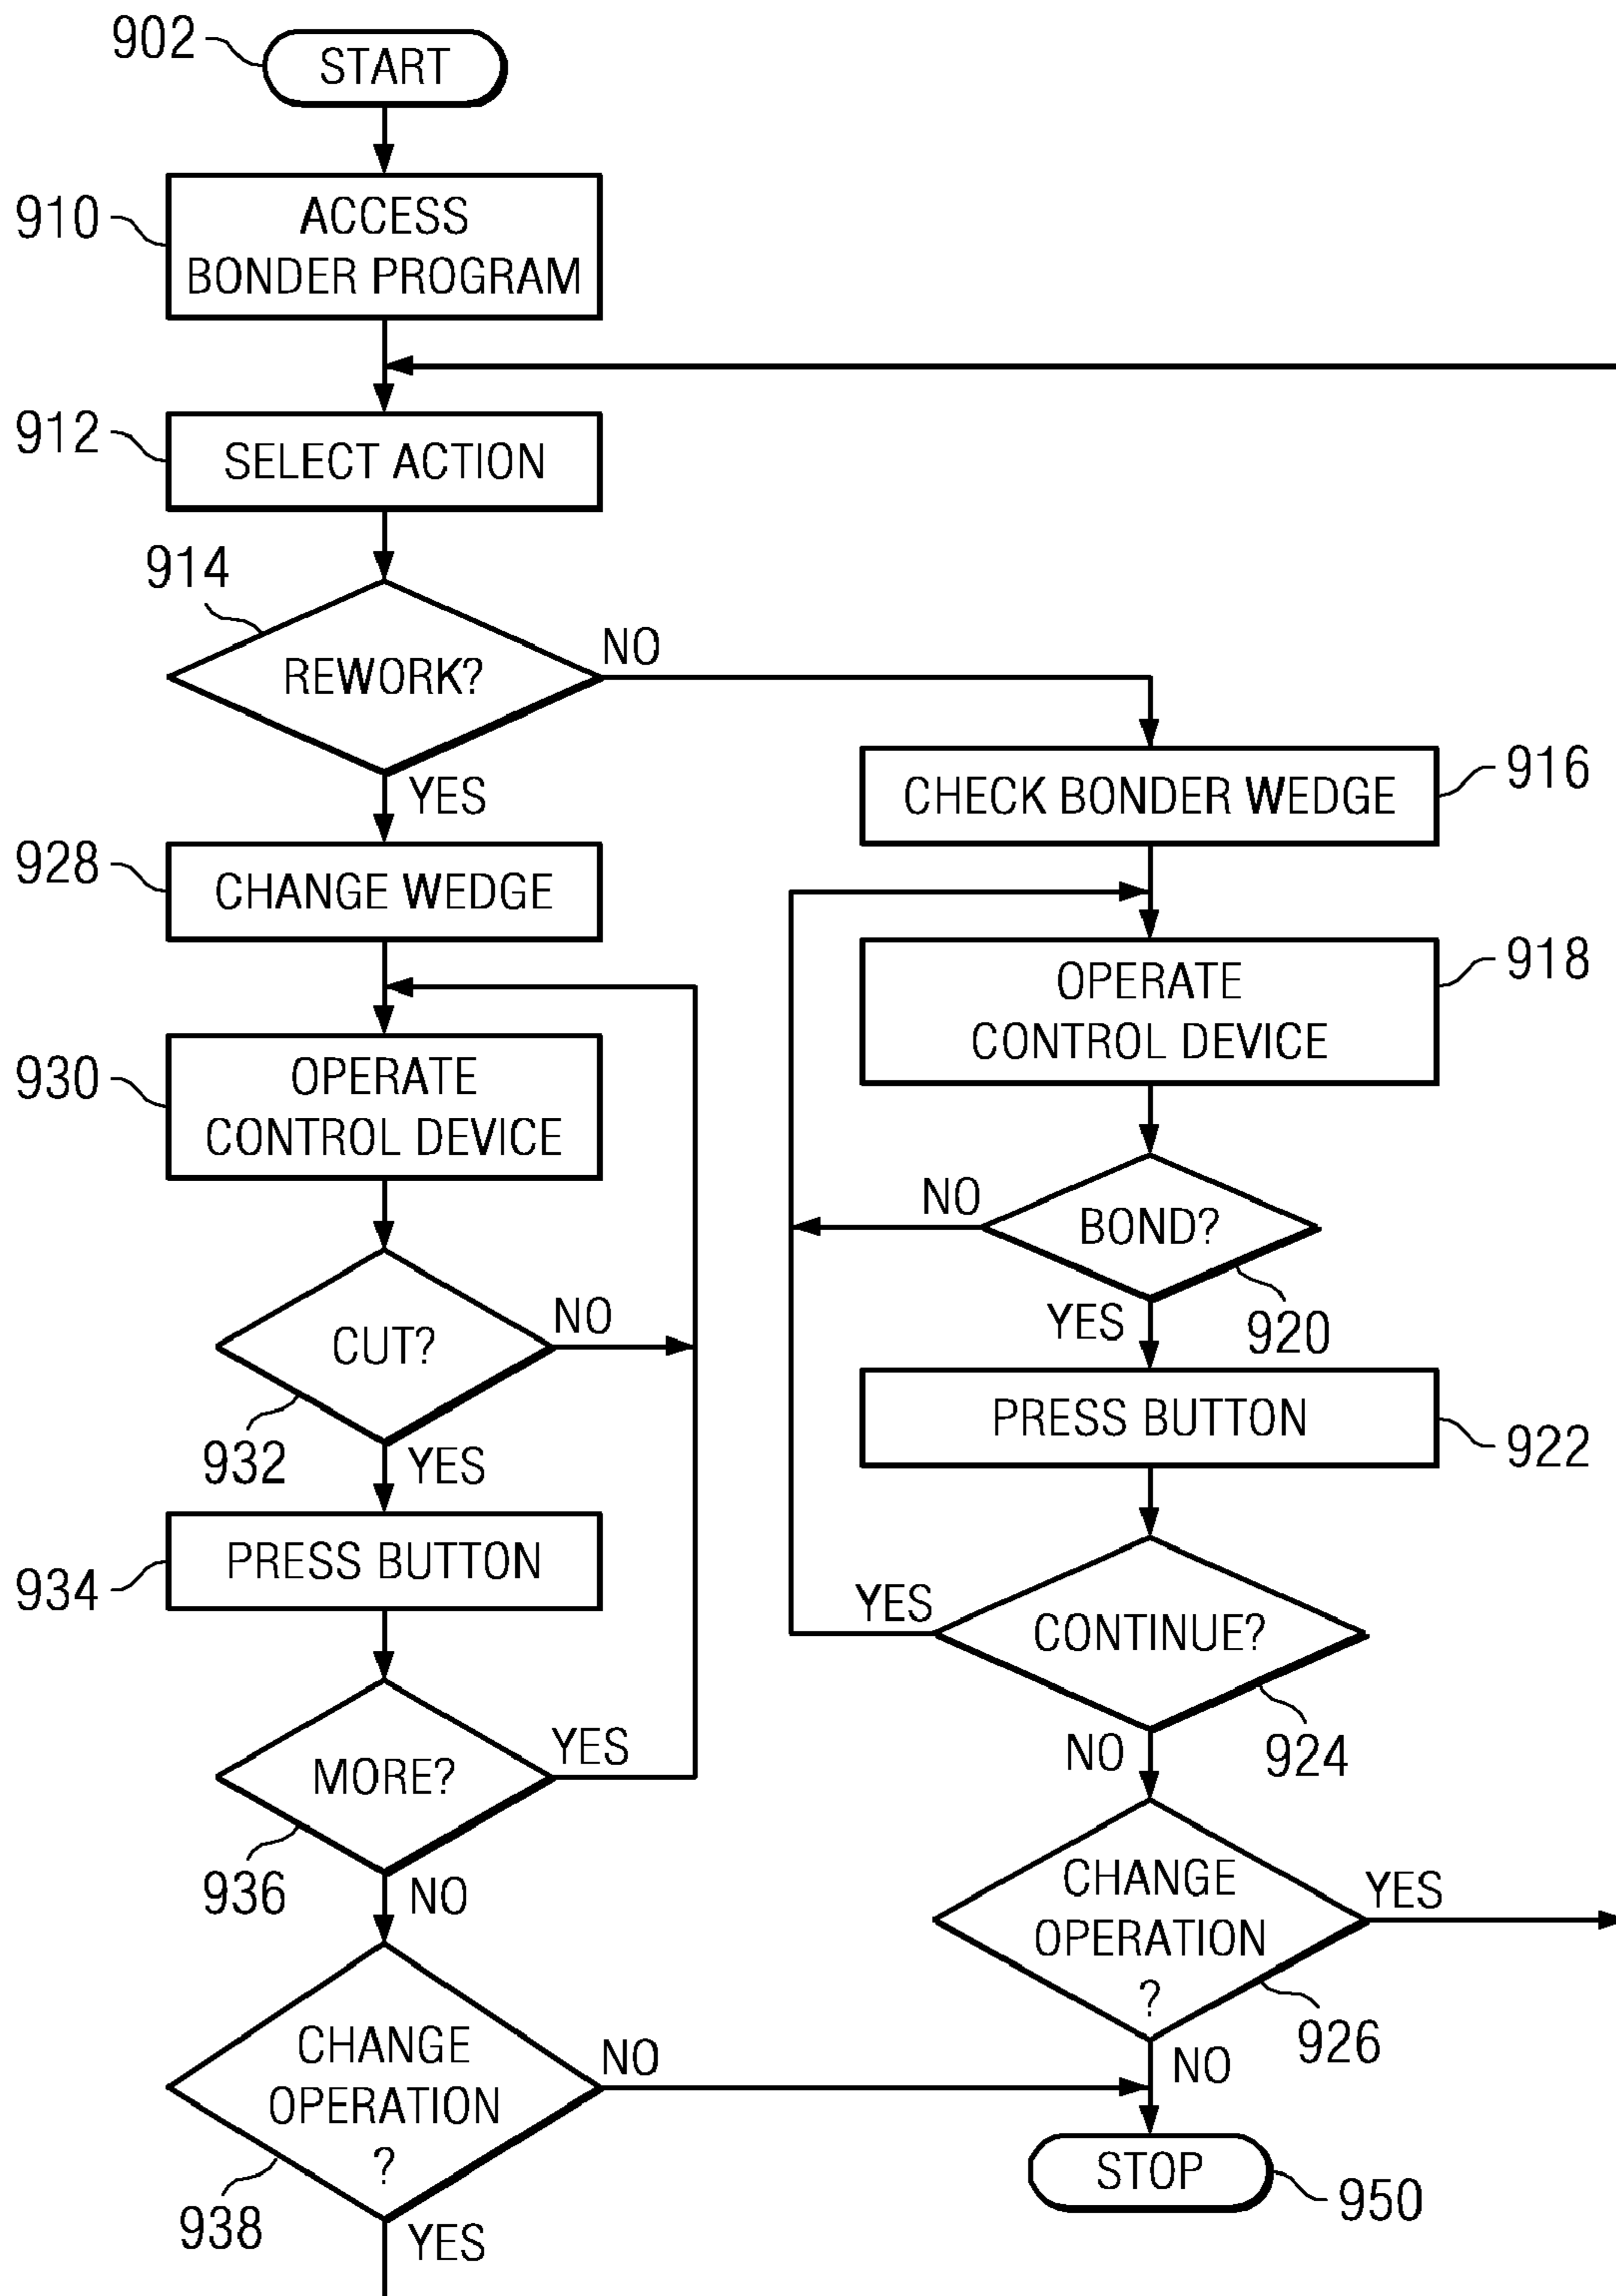 902
START
910
ACCESS
BONDER PROGRAM
912
SELECT ACTION
914
REWORK?
NO
YES
916
CHECK BONDER WEDGE
928
CHANGE WEDGE
918
OPERATE
CONTROL DEVICE
930
OPERATE
CONTROL DEVICE
NO
BOND?
920
YES
CUT?
NO
932
YES
PRESS BUTTON
922
934
PRESS BUTTON
YES
CONTINUE?
924
NO
MORE?
YES
936
NO
CHANGE
OPERATION
?
YES
926
NO
CHANGE
OPERATION
?
NO
938
YES
STOP
950